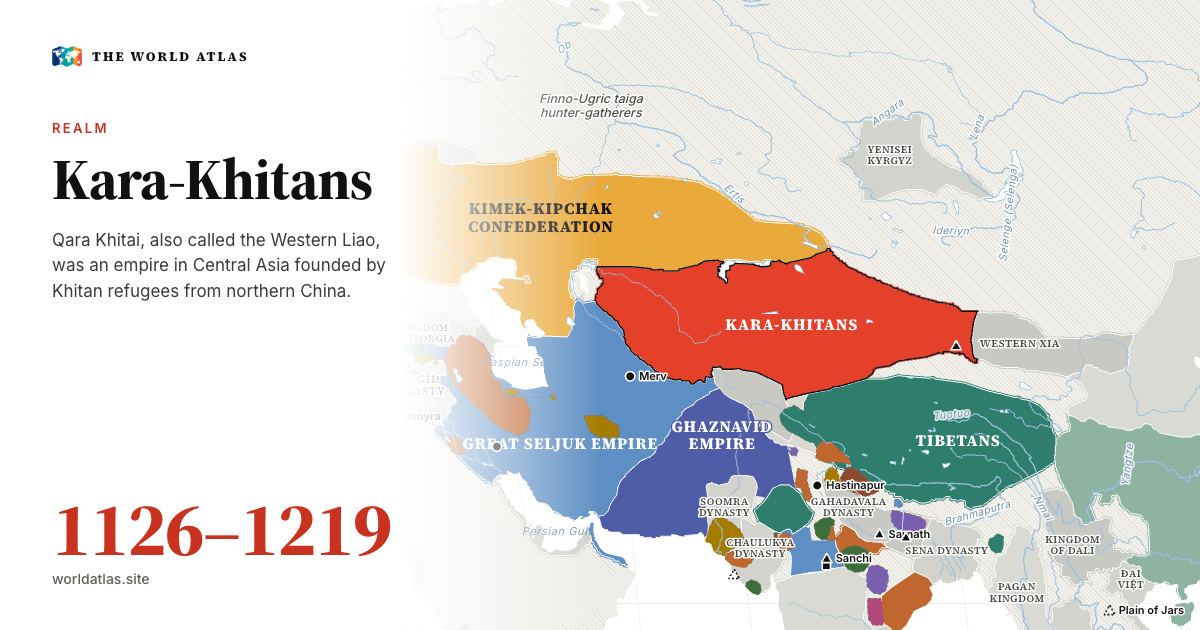 THE WORLD ATLAS
REALM
Kara-Khitans
Qara Khitai, also called the Western Liao,
was an empire in Central Asia founded by
Khitan refugees from northern China.
1126–1219
worldatlas.site
Ob
Finno-Ugric taiga
hunter-gatherers
Angara
Lena
YENISEI
KYRGYZ
Selenge (Selenga)
Ertis
Ideriyn
KIMEK-KIPCHAK
CONFEDERATION
KARA-KHITANS
WESTERN XIA
Caspian Se
Merv
GREAT SELJUK EMPIRE
GHAZNAVID
EMPIRE
Tuotuo
TIBETANS
Yangtze
Hastinapur
SOOMRA
DYNASTY
GAHADAVALA
DYNASTY
Brahmaputra
Nmai
Persian Gulf
Sarnath
CHAULUKYA
DYNASTY
Sanchi
SENA DYNASTY
KINGDOM
OF DALI
PAGAN
KINGDOM
ĐẠI
VIỆT
Plain of Jars